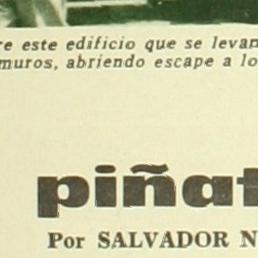 re este edificio que se levan
muros, abriendo escape a lo
piñat
Por SALVADOR N